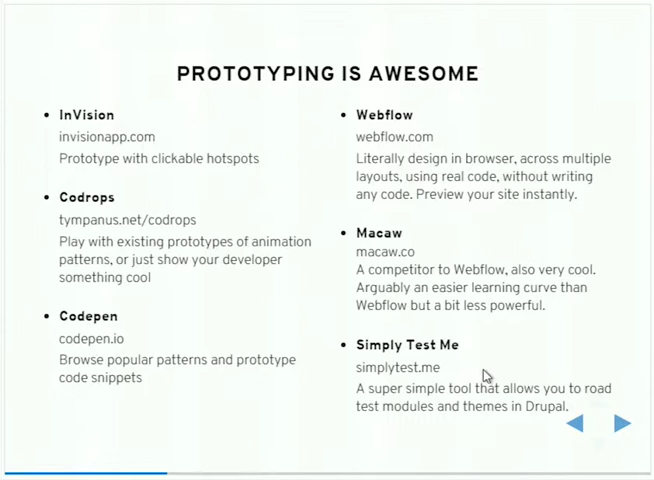 PROTOTYPING IS AWESOME
InVision
invisionapp.com
Prototype with clickable hotspots
Codrops
tympanus.net/codrops
Play with existing prototypes of animation
patterns, or just show your developer
something cool
Codepen
codepen.io
Browse popular patterns and prototype
code snippets
Webflow
webflow.com
Literally design in browser, across multiple
layouts, using real code, without writing
any code. Preview your site instantly.
Macaw
macaw.co
A competitor to Webflow, also very cool.
Arguably an easier learning curve than
Webflow but a bit less powerful.
Simply Test Me
simplytest.me
A super simple tool that allows you to road
test modules and themes in Drupal.